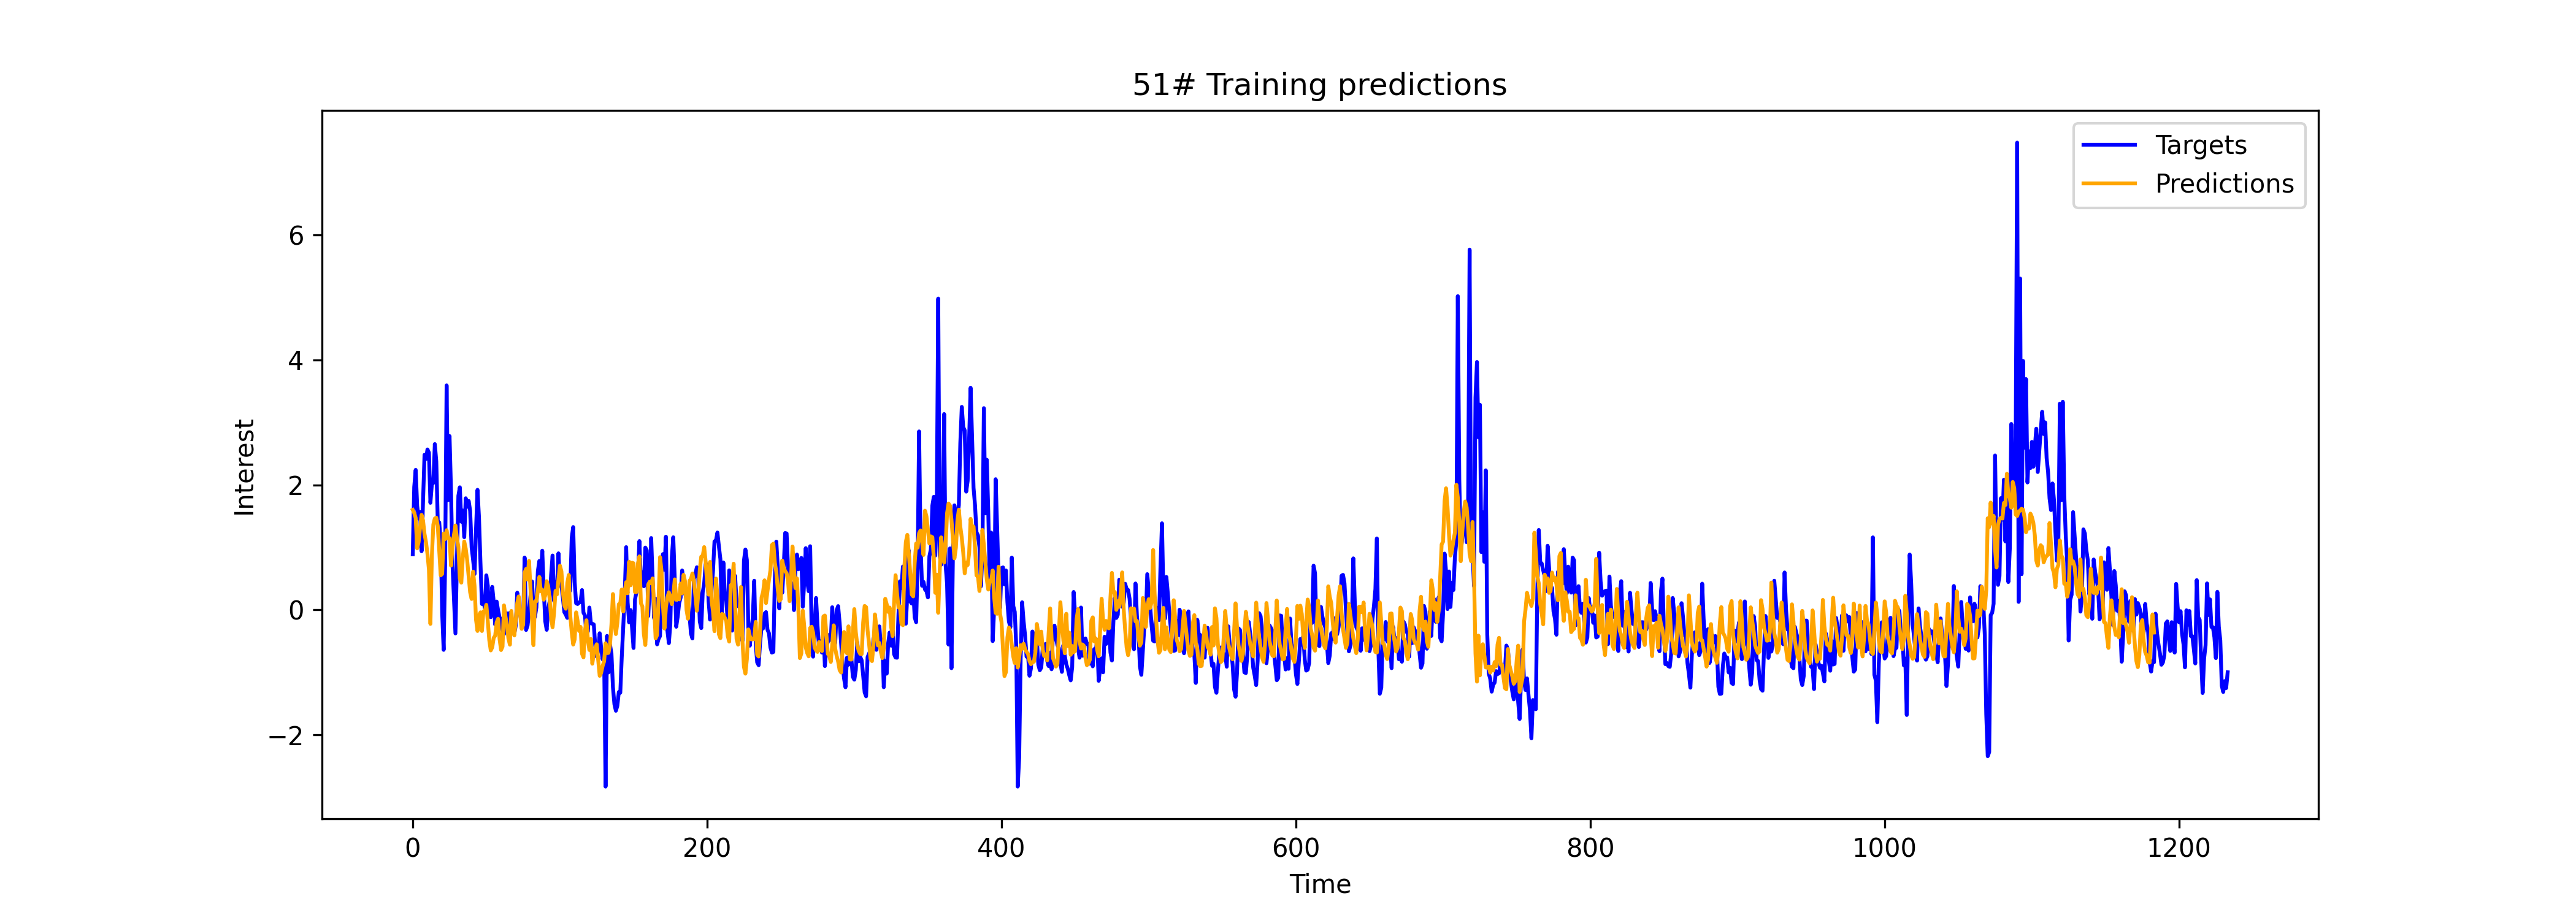 51# Training predictions
Targets
Predictions
Interest
6
4
2
0
−2
0 200 400 600 800 1000 1200
Time